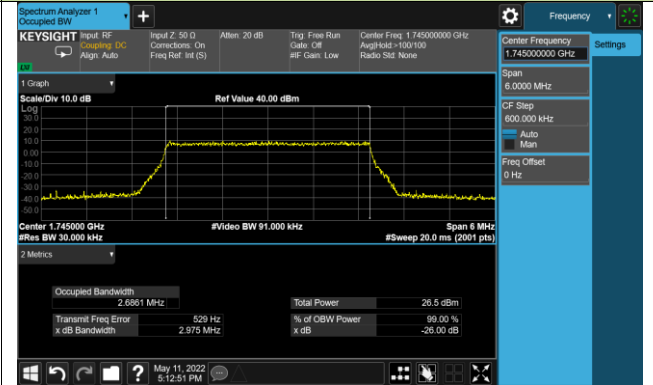 Spectrum Analyzer 1
Occupied BW
Frequency
KEYSIGHT Input: RF Input Z: 50 Ω Atten: 20 dB Trig: Free Run Center Freq: 1.745000000 GHz
Coupling: DC Corrections: On Gate: Off Avg|Hold:>100/100
Align: Auto Freq Ref: Int (S) #IF Gain: Low Radio Std: None
Center Frequency Settings
1.745000000 GHz
Span
6.0000 MHz
CF Step
600.000 kHz
Auto
Man
Freq Offset
0 Hz
1 Graph
Scale/Div 10.0 dB Ref Value 40.00 dBm
Log
30.0
20.0
10.0
0.00
-10.0
-20.0
-30.0
-40.0
-50.0
Center 1.745000 GHz #Video BW 91.000 kHz Span 6 MHz
#Res BW 30.000 kHz #Sweep 20.0 ms (2001 pts)
2 Metrics
Occupied Bandwidth
2.6861 MHz Total Power 26.5 dBm
Transmit Freq Error 529 Hz % of OBW Power 99.00 %
x dB Bandwidth 2.975 MHz x dB -26.00 dB
May 11, 2022
5:12:51 PM